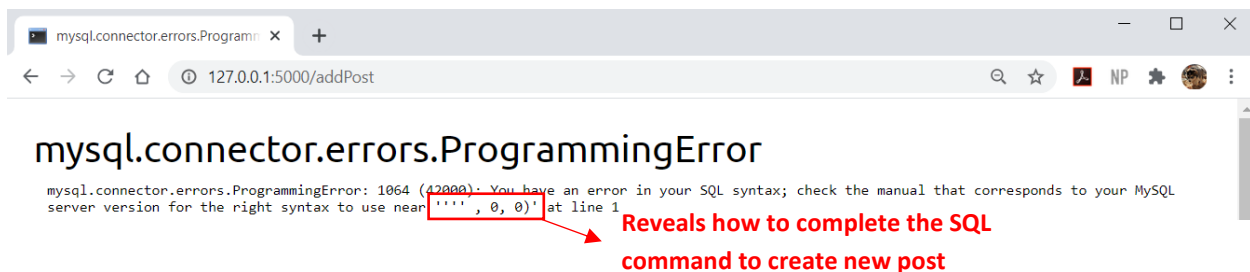 mysql.connector.errors.Programm
127.0.0.1:5000/addPost
NP
mysql.connector.errors.ProgrammingError
mysql.connector.errors.ProgrammingError: 1064 (42000): You have an error in your SQL syntax; check the manual that corresponds to your MySQL
server version for the right syntax to use near '''' , 0, 0)' at line 1
Reveals how to complete the SQL
command to create new post